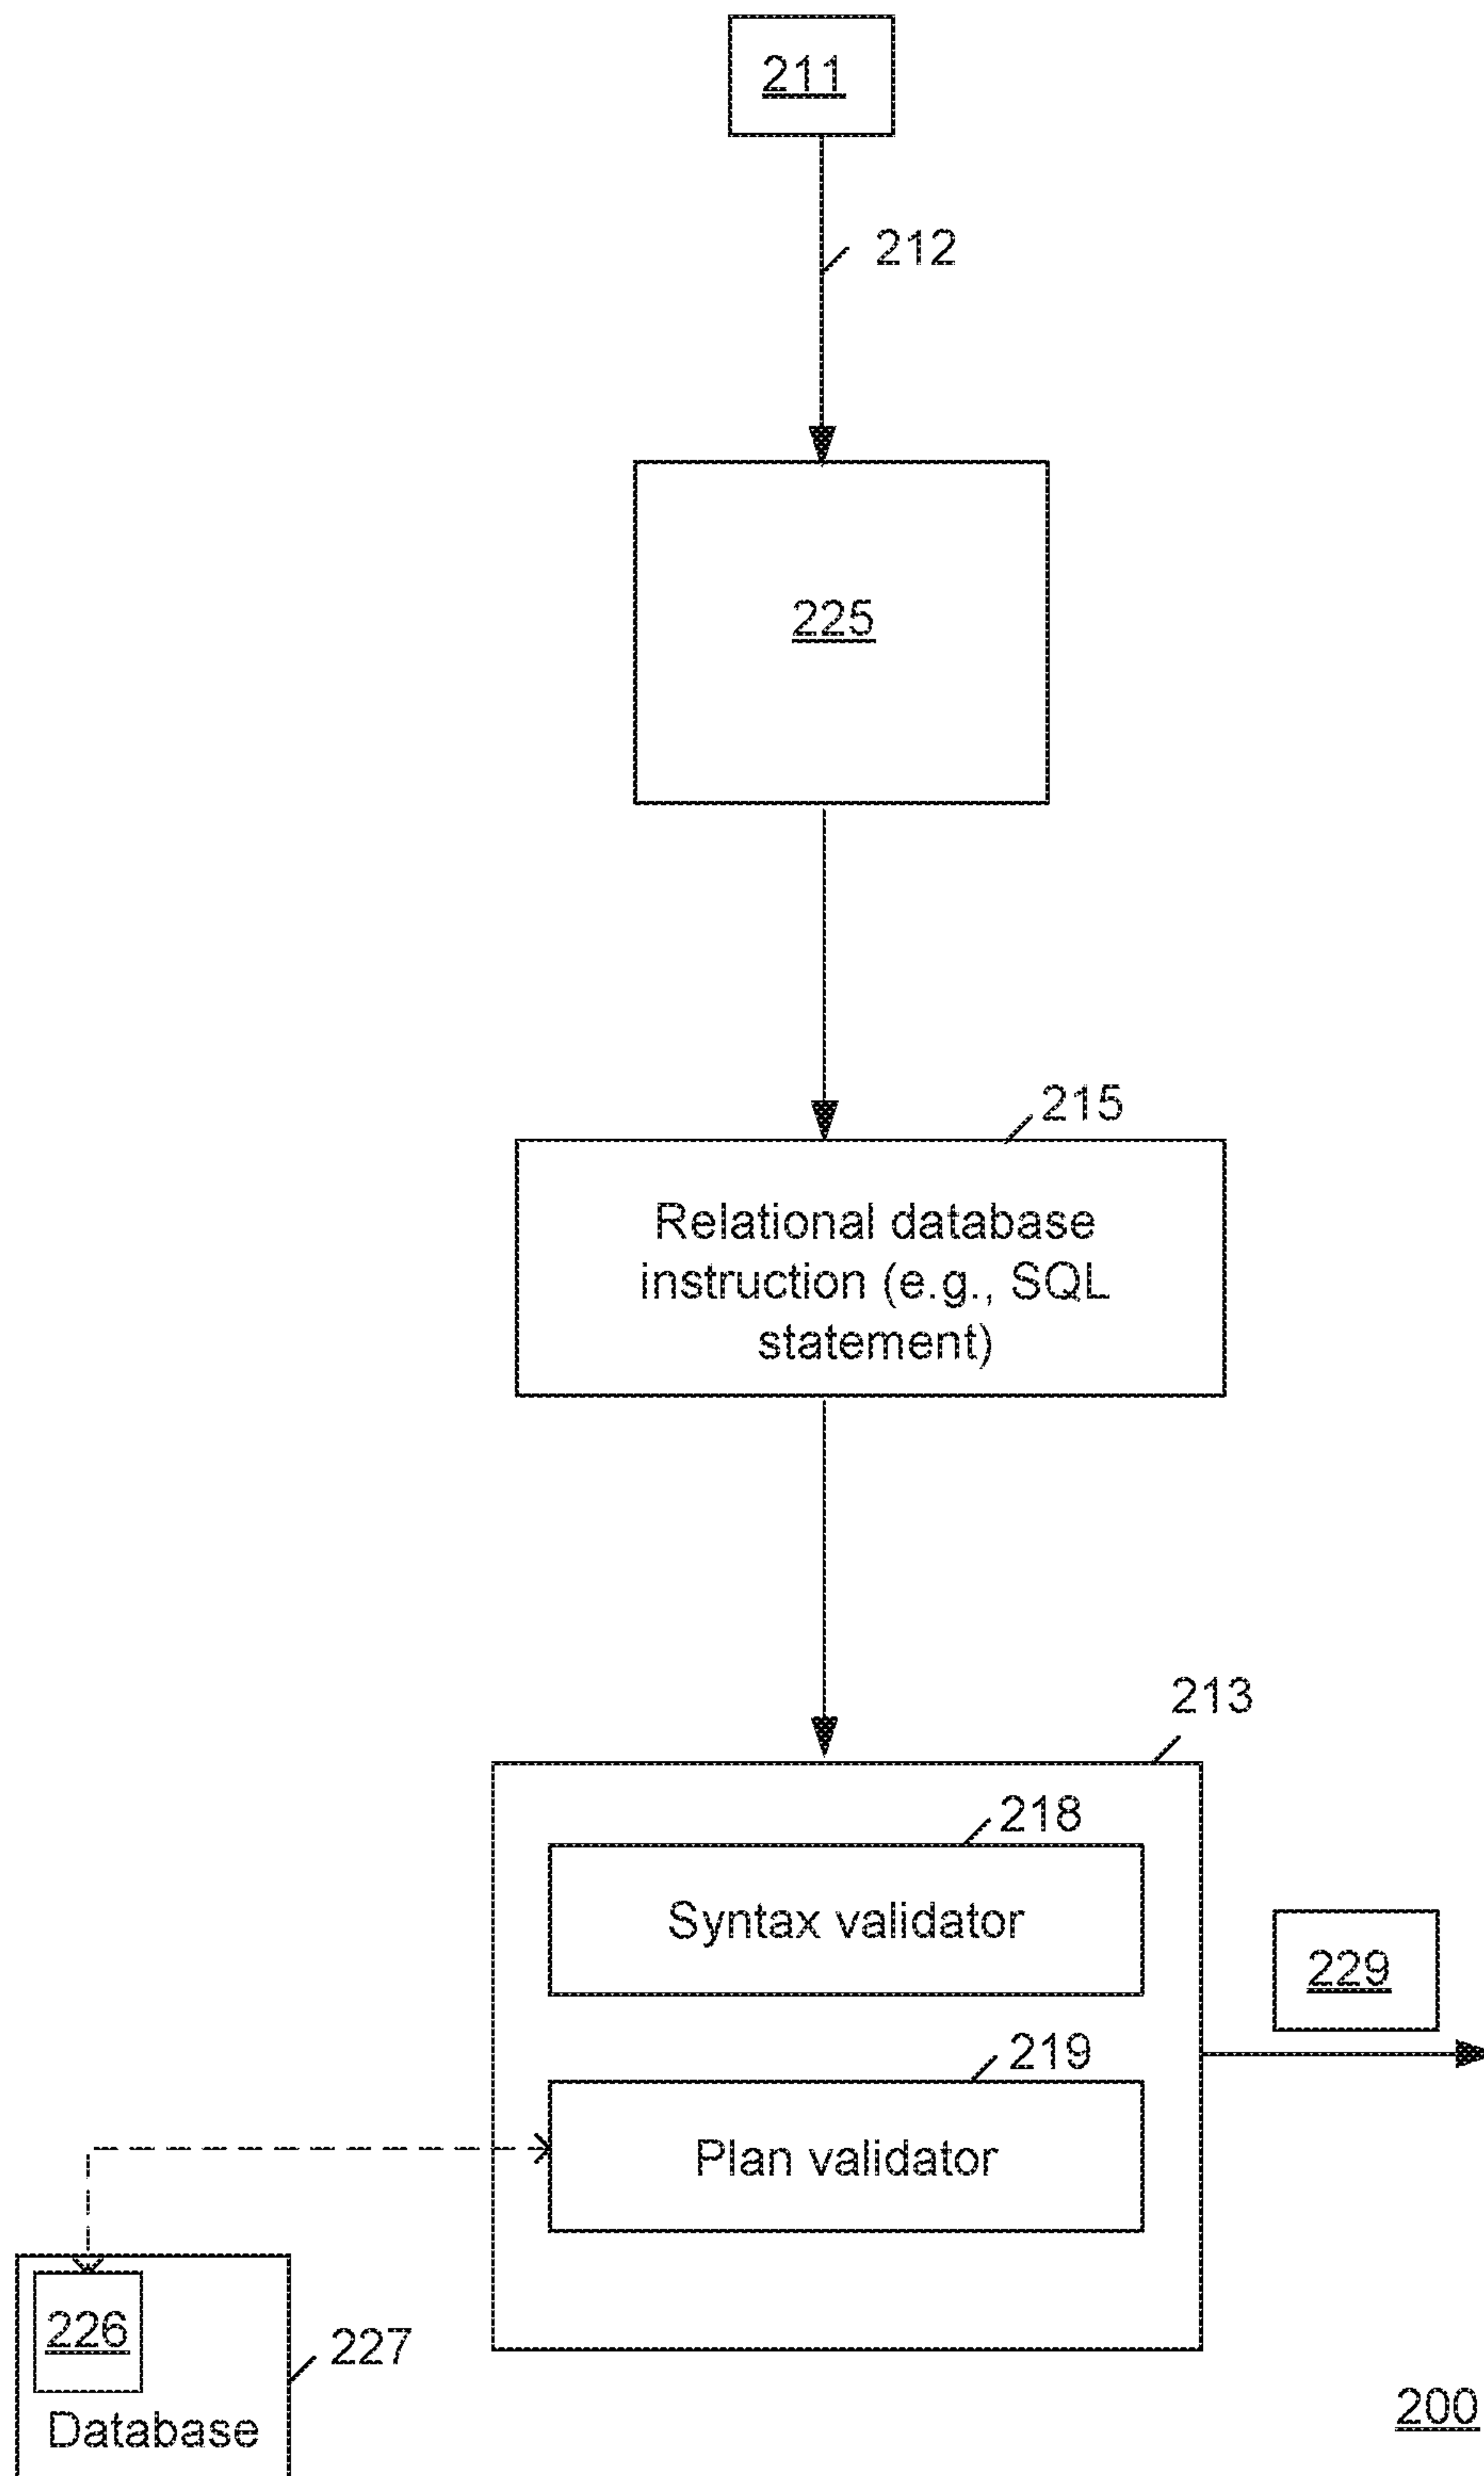 211
212
225
215
Relational database
instruction (e.g., SQL
statement)
213
218
Syntax validator
229
219
Plan validator
226
227
Database
200